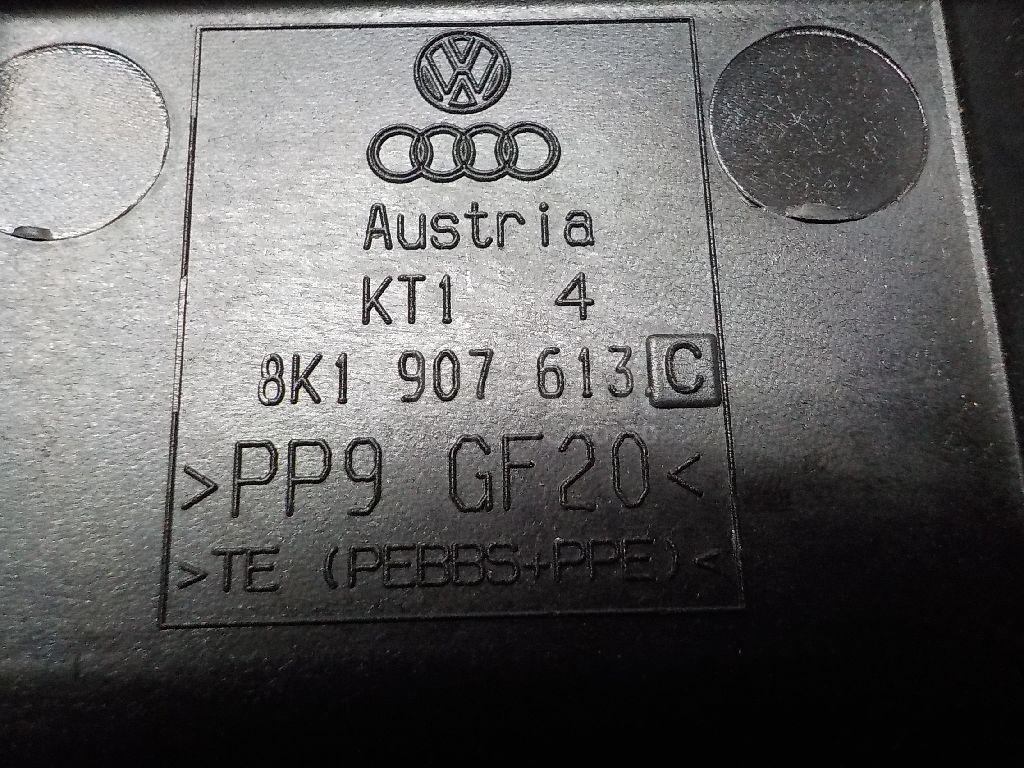 Austria
KT1 4
8K1 907 613 C
>PP9 GF20<
>TE (PEBBS+PPE)<